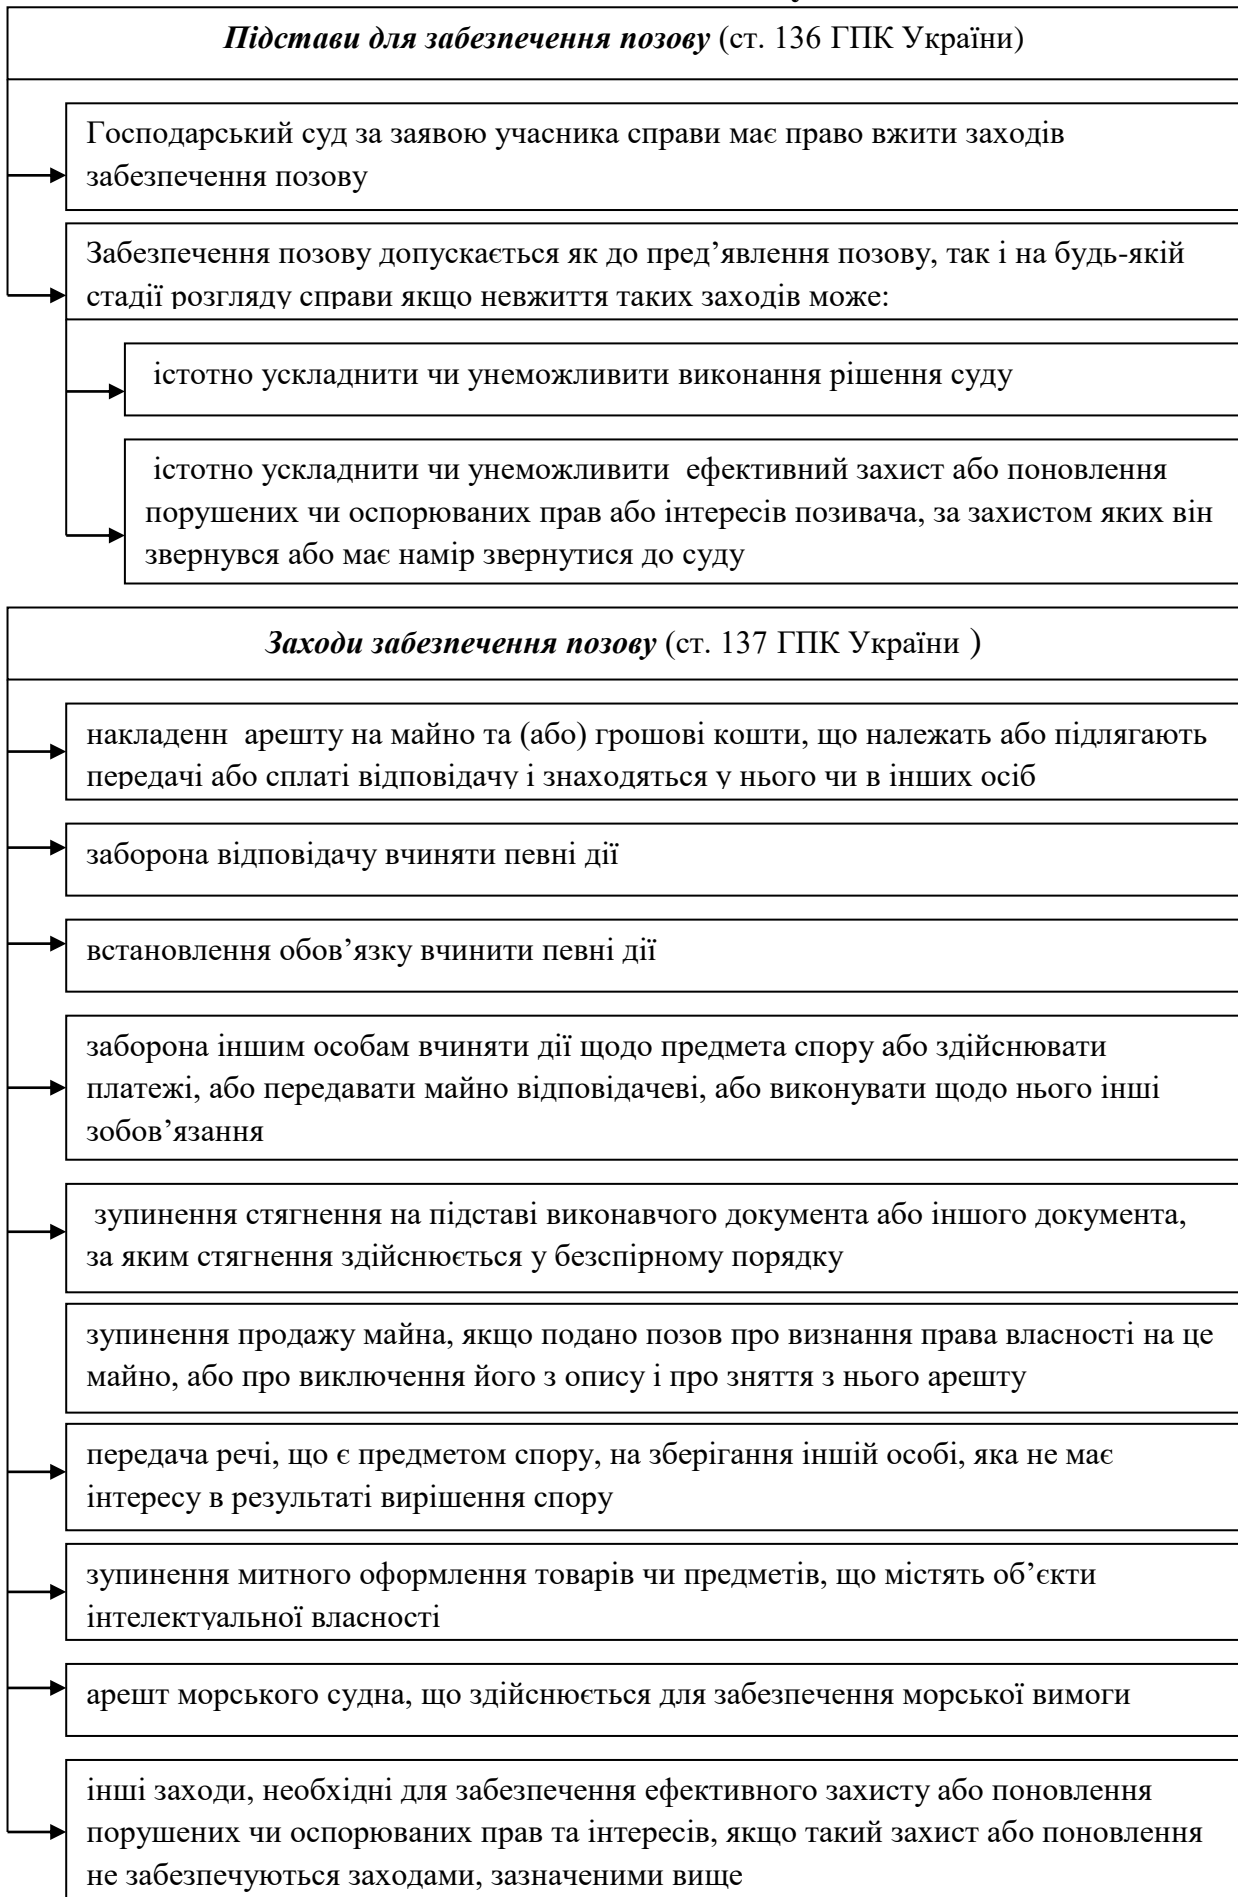 Підстави для забезпечення позову (ст. 136 ГПК України)
Господарський суд за заявою учасника справи має право вжити заходів
забезпечення позову
Забезпечення позову допускається як до пред’явлення позову, так і на будь-якій
стадії розгляду справи якщо невжиття таких заходів може:
істотно ускладнити чи унеможливити виконання рішення суду
істотно ускладнити чи унеможливити ефективний захист або поновлення
порушених чи оспорюваних прав або інтересів позивача, за захистом яких він
звернувся або має намір звернутися до суду
Заходи забезпечення позову (ст. 137 ГПК України )
накладенн арешту на майно та (або) грошові кошти, що належать або підлягають
передачі або сплаті відповідачу і знаходяться у нього чи в інших осіб
заборона відповідачу вчиняти певні дії
встановлення обов’язку вчинити певні дії
заборона іншим особам вчиняти дії щодо предмета спору або здійснювати
платежі, або передавати майно відповідачеві, або виконувати щодо нього інші
зобов’язання
зупинення стягнення на підставі виконавчого документа або іншого документа,
за яким стягнення здійснюється у безспірному порядку
зупинення продажу майна, якщо подано позов про визнання права власності на це
майно, або про виключення його з опису і про зняття з нього арешту
передача речі, що є предметом спору, на зберігання іншій особі, яка не має
інтересу в результаті вирішення спору
зупинення митного оформлення товарів чи предметів, що містять об’єкти
інтелектуальної власності
арешт морського судна, що здійснюється для забезпечення морської вимоги
інші заходи, необхідні для забезпечення ефективного захисту або поновлення
порушених чи оспорюваних прав та інтересів, якщо такий захист або поновлення
не забезпечуються заходами, зазначеними вище